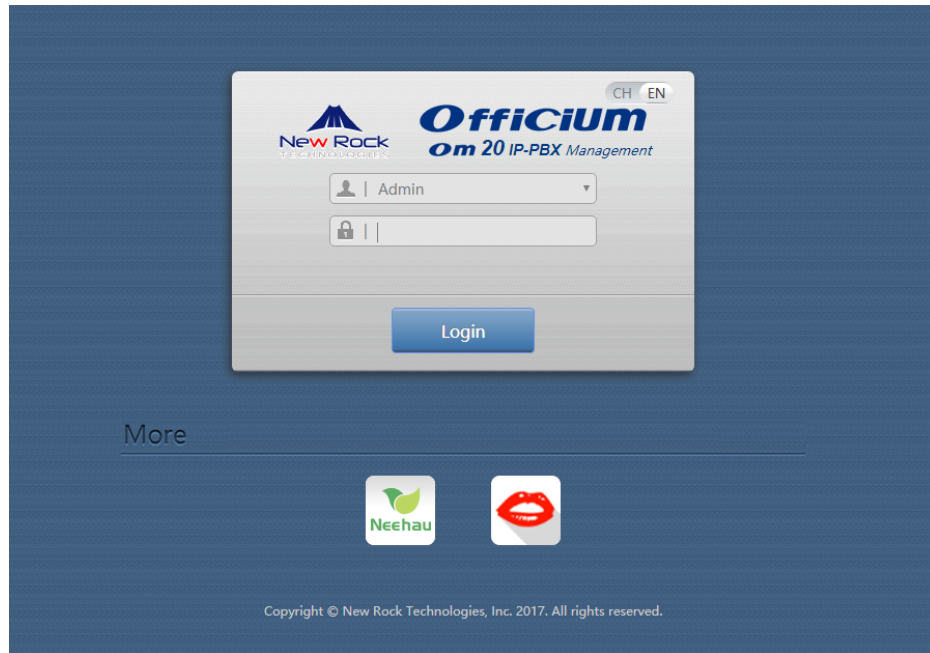 CH EN
New Rock
TECHNOLOGIES
Officium
Om 20 IP-PBX Management
Admin
Login
More
Neehau
Copyright © New Rock Technologies, Inc. 2017. All rights reserved.